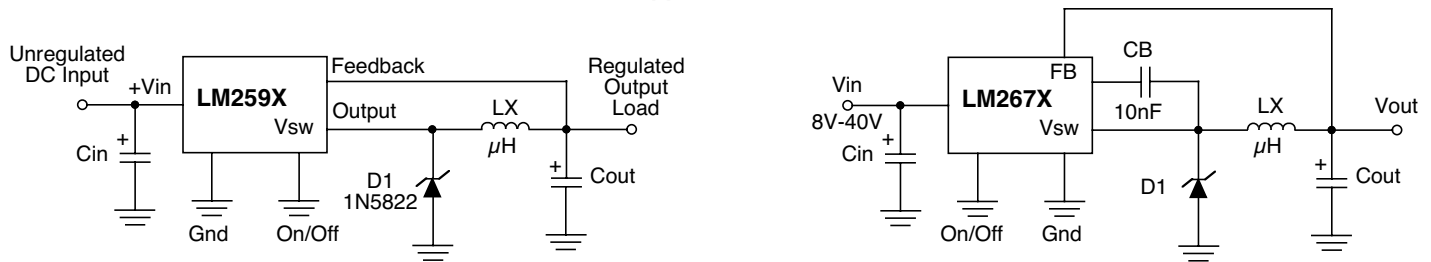 Unregulated
DC Input
+Vin
LM259X
Feedback
Output
Vsw
LX
µH
Regulated
Output
Load
+
Cin
D1
1N5822
+
Cout
Gnd
On/Off
Vin
8V-40V
LM267X
FB
CB
10nF
Vsw
LX
µH
Vout
+
Cin
D1
+
Cout
On/Off
Gnd